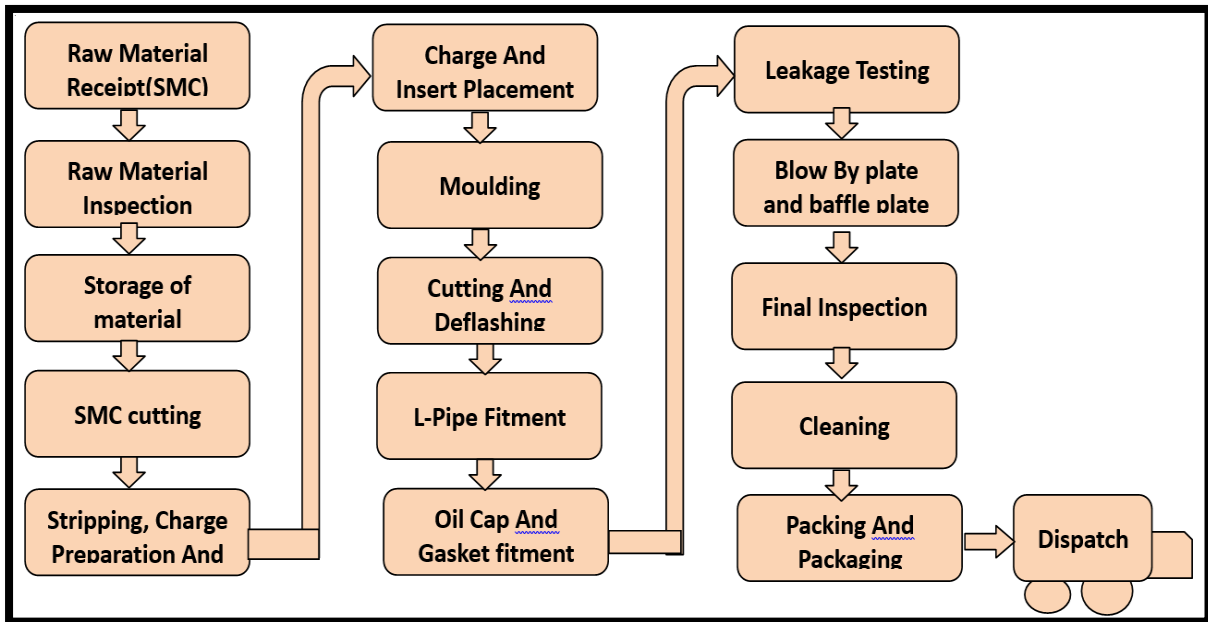 Raw Material
Receipt(SMC)
Raw Material
Inspection
Storage of
material
SMC cutting
Stripping, Charge
Preparation And
Charge And
Insert Placement
Moulding
Cutting And
Deflashing
L-Pipe Fitment
Oil Cap And
Gasket fitment
Leakage Testing
Blow By plate
and baffle plate
Final Inspection
Cleaning
Packing And
Packaging
Dispatch